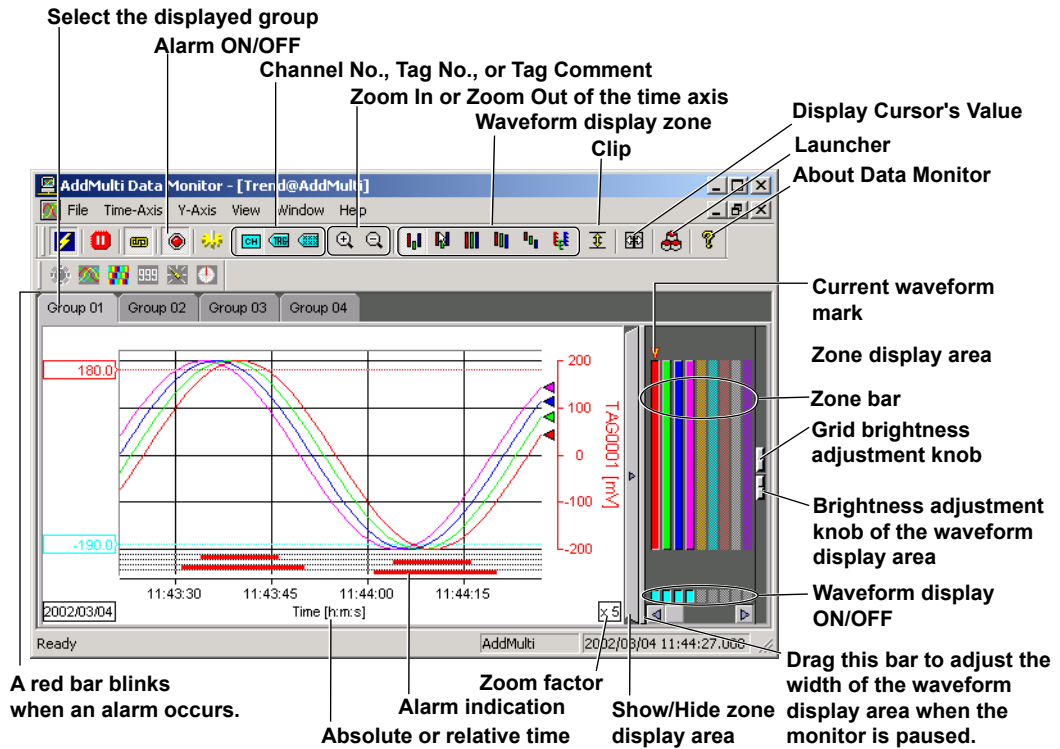 Select the displayed group
Alarm ON/OFF
Channel No., Tag No., or Tag Comment
Zoom In or Zoom Out of the time axis
Waveform display zone
Clip
Display Cursor's Value
Launcher
About Data Monitor
AddMulti Data Monitor - [Trend@AddMulti]
File Time-Axis Y-Axis View Window Help
CH TAG
999
Group 01 Group 02 Group 03 Group 04
180.0
-190.0
200
100
0
-100
-200
TAG0001 [mV]
11:43:30 11:43:45 11:44:00 11:44:15
2002/03/04
Time [h:m:s]
x 5
Ready
AddMulti
2002/03/04 11:44:27.000
Current waveform
mark
Zone display area
Zone bar
Grid brightness
adjustment knob
Brightness adjustment
knob of the waveform
display area
Waveform display
ON/OFF
Drag this bar to adjust the
width of the waveform
display area when the
monitor is paused.
A red bar blinks
when an alarm occurs.
Zoom factor
Alarm indication
Absolute or relative time
Show/Hide zone
display area